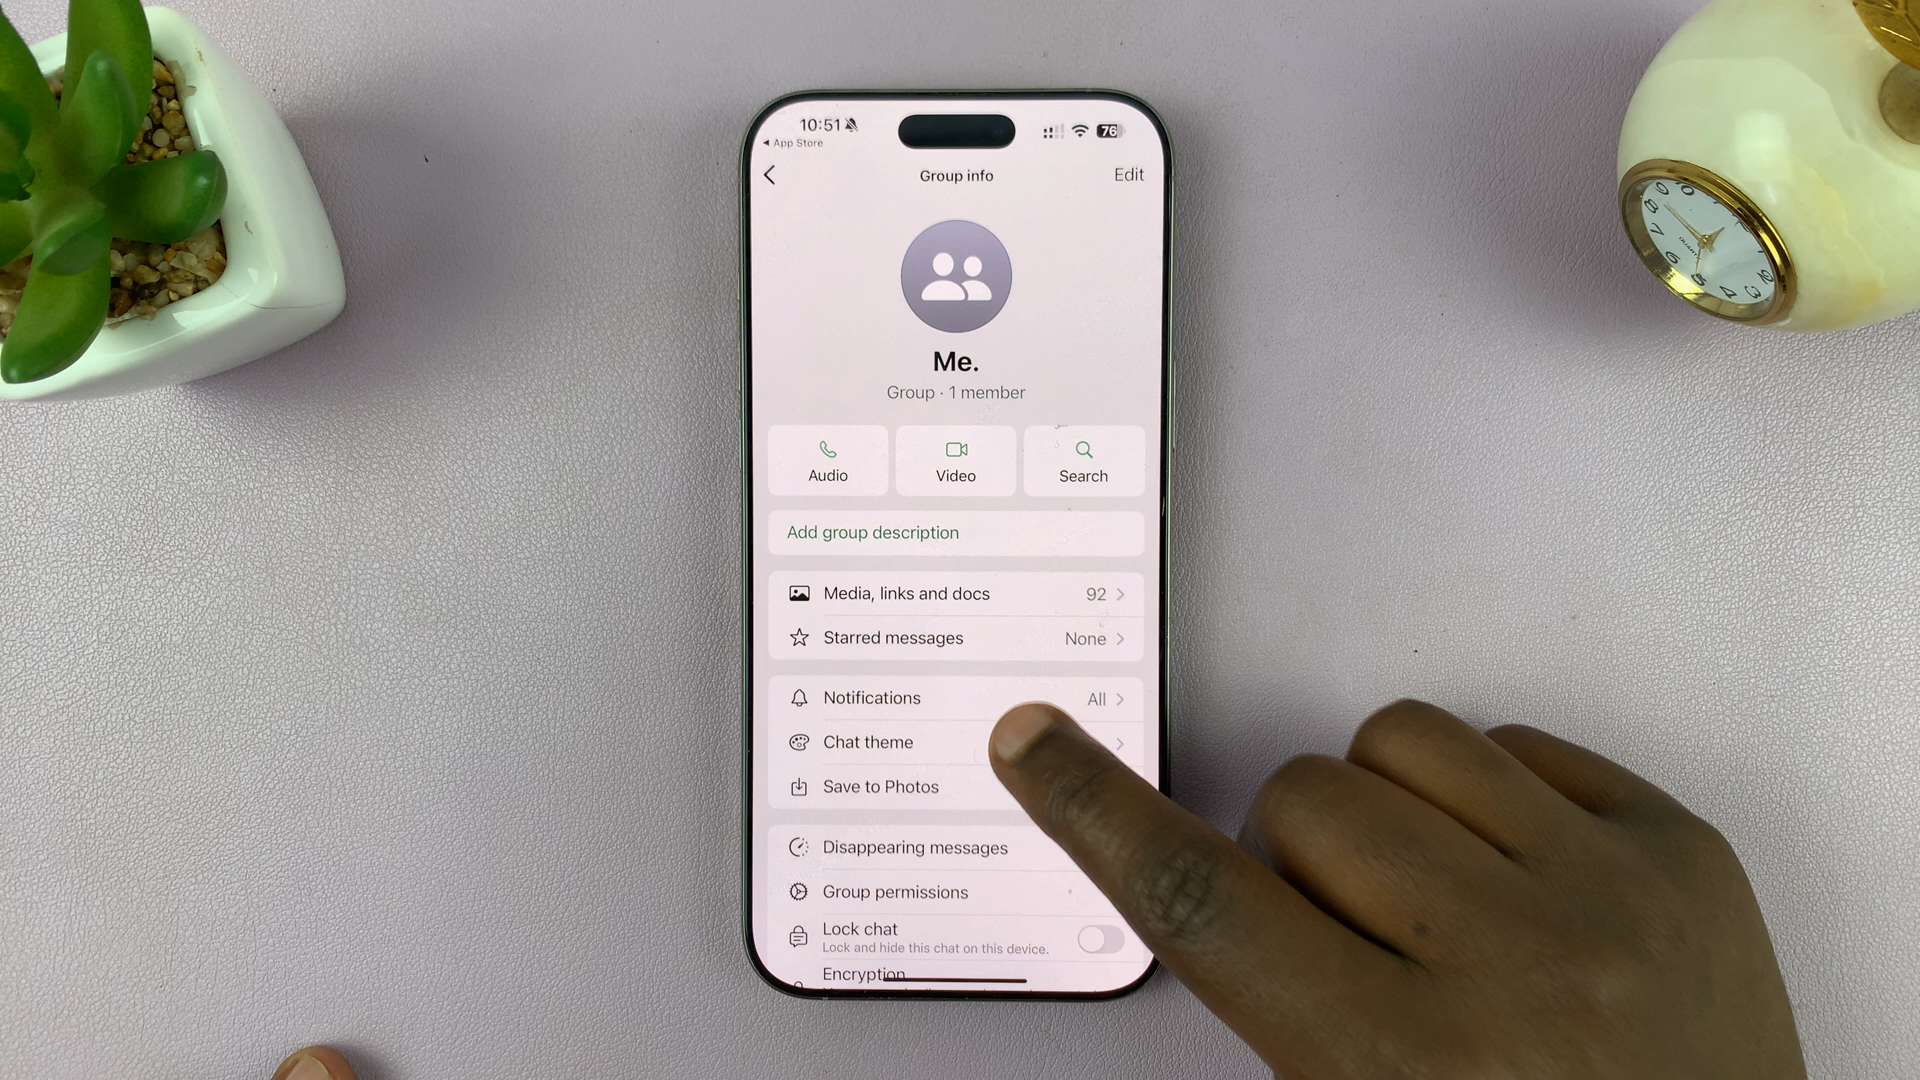 10:51
76
◀ App Store
Group info
Edit
Me.
Group · 1 member
Audio
Video
Search
Add group description
Media, links and docs
92
Starred messages
None
Notifications
All
Chat theme
Save to Photos
Disappearing messages
Group permissions
Lock chat
Lock and hide this chat on this device.
Encryption